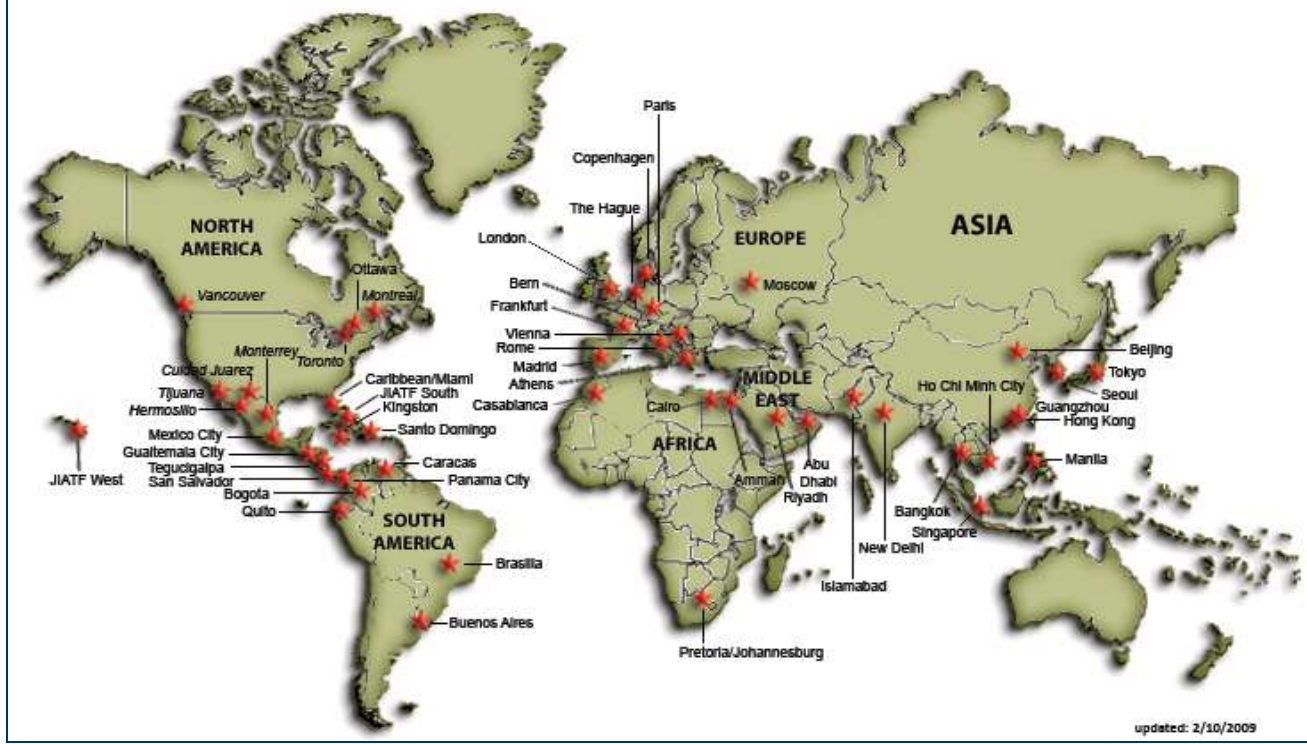 Paris
Copenhagen
The Hague
London
NORTH
AMERICA
EUROPE
ASIA
Ottawa
Bern
Moscow
Vancouver
Montreal
Frankfurt
Vienna
Rome
Monterrey
Toronto
Madrid
Beijing
Cuidad Juarez
Athens
MIDDLE
EAST
Tokyo
Caribbean/Miami
Ho Chi Minh City
Tijuana
JIATF South
Seoul
Hermosillo
Kingston
Casablanca
Cairo
Guangzhou
Hong Kong
Mexico City
Santo Domingo
AFRICA
Gualtemala City
Caracas
Manila
Tegucigalpa
Abu
Dhabi
JIATF West
San Salvador
Panama City
Amman
Riyadh
Bogota
Bangkok
Quito
SOUTH
AMERICA
Singapore
New Delhi
Brasilia
Islamabad
Buenos Aires
Pretoria/Johannesburg
updated: 2/10/2009